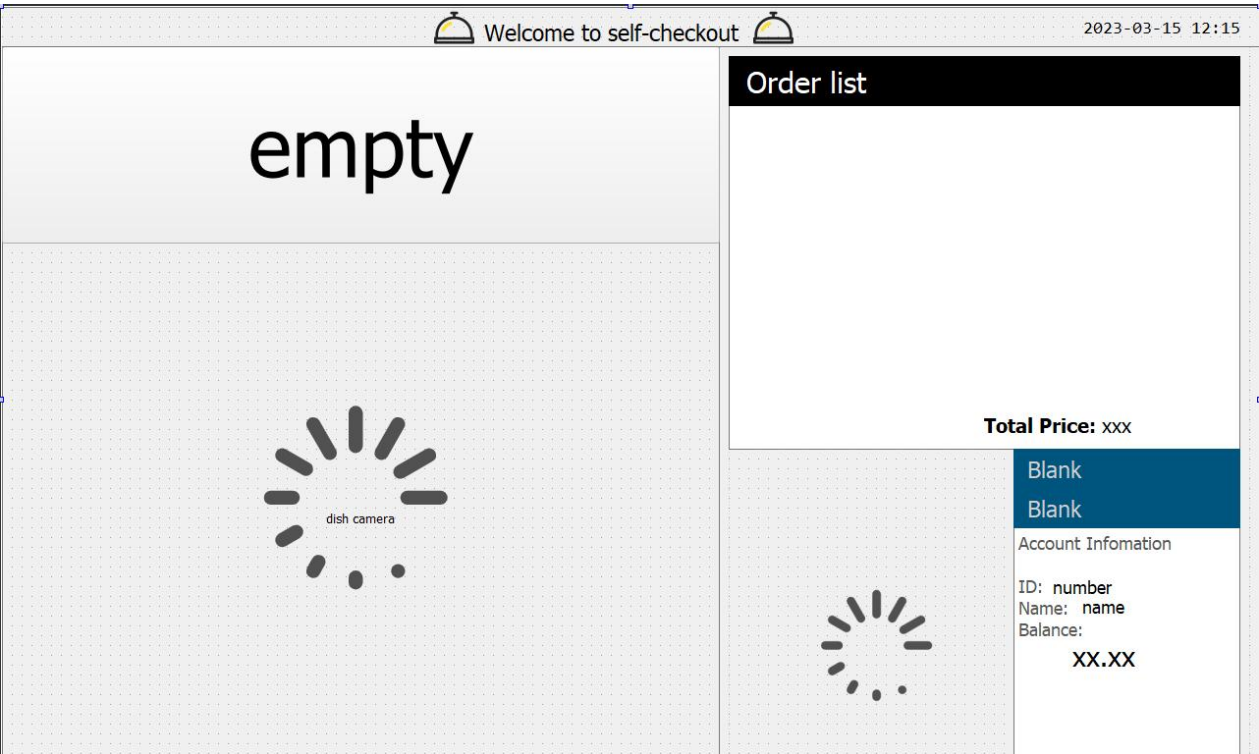 Welcome to self-checkout
2023-03-15 12:15
empty
dish camera
Order list
Total Price: xxx
Blank
Blank
Account Infomation
ID: number
Name: name
Balance:
xx.xx